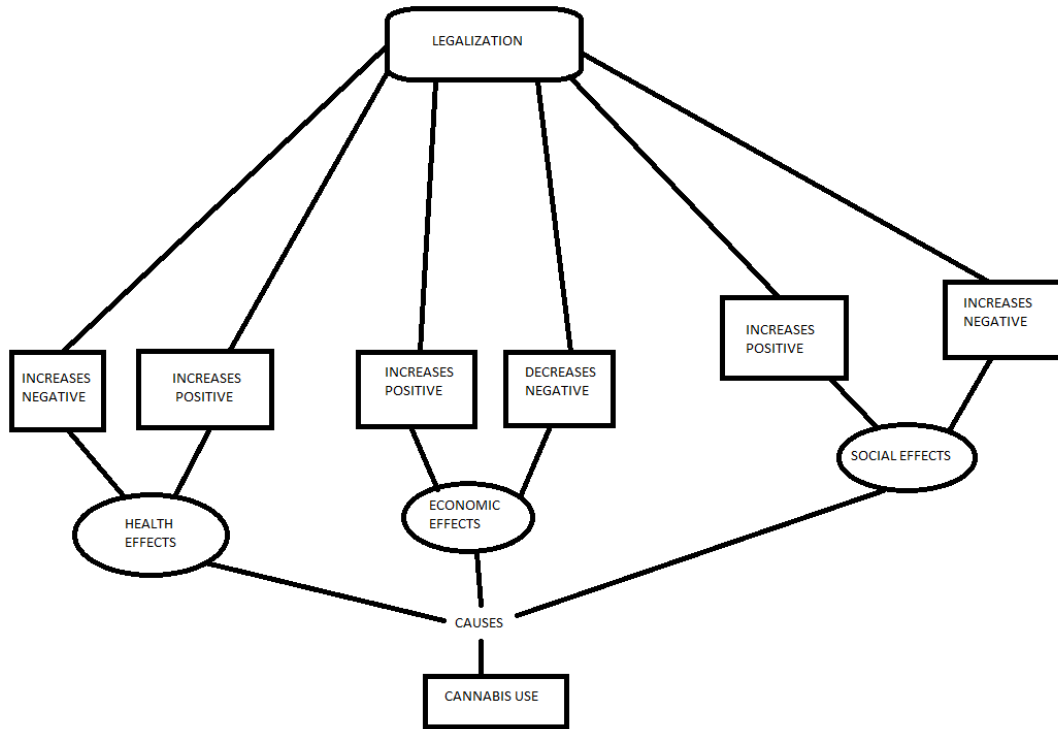 LEGALIZATION
INCREASES
NEGATIVE
INCREASES
POSITIVE
INCREASES
POSITIVE
DECREASES
NEGATIVE
INCREASES
POSITIVE
INCREASES
NEGATIVE
HEALTH
EFFECTS
ECONOMIC
EFFECTS
SOCIAL EFFECTS
CAUSES
CANNABIS USE